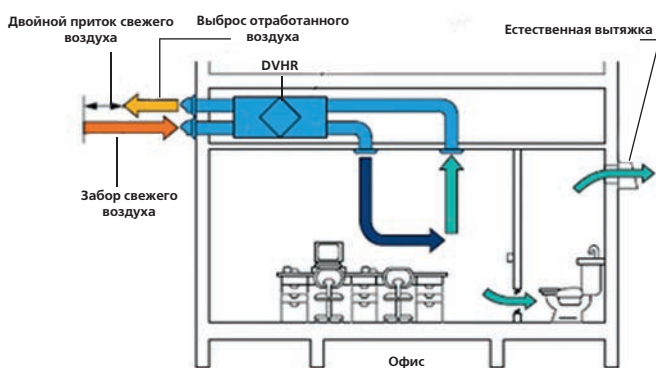 Двойной приток свежего
воздуха
Выброс отработанного
воздуха
Естественная вытяжка
DVHR
Забор свежего
воздуха
Офис